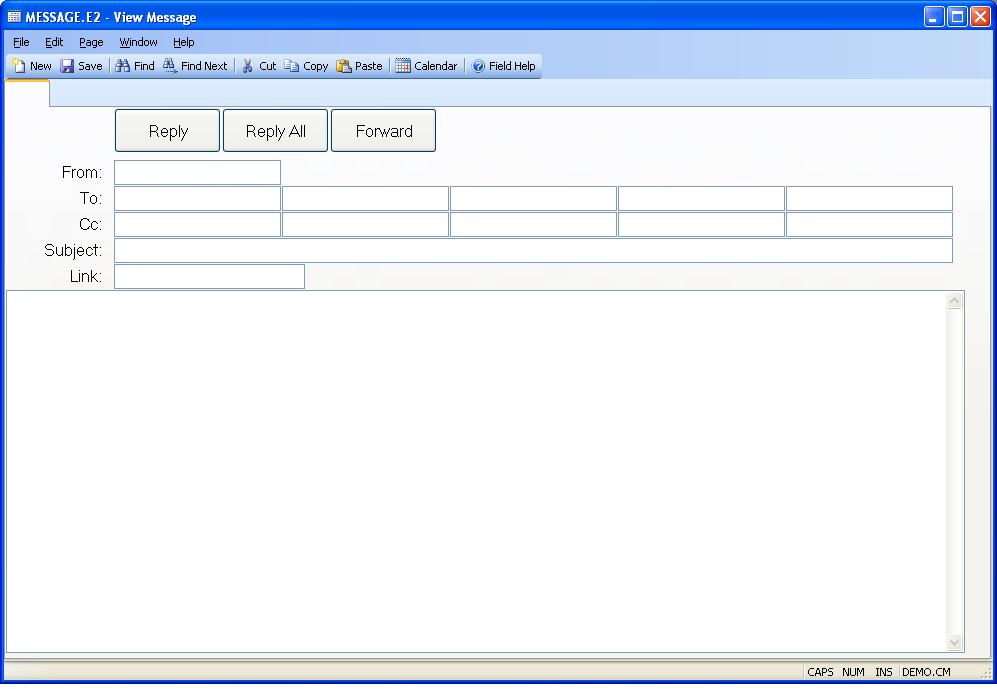 MESSAGE.E2 - View Message
File Edit Page Window Help
New Save Find Find Next Cut Copy Paste Calendar Field Help
Reply Reply All Forward
From:
To:
Cc:
Subject:
Link:
CAPS NUM INS DEMO.CM